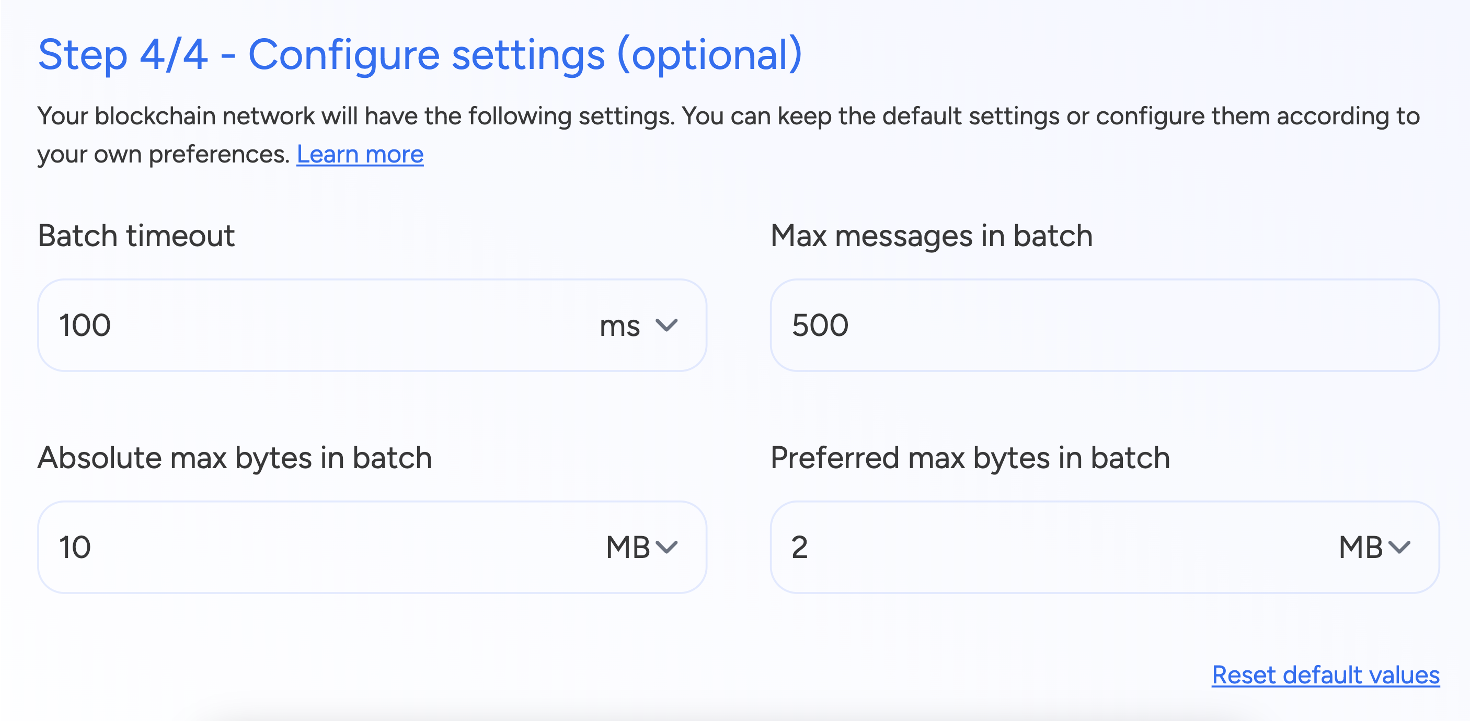 Step 4/4 - Configure settings (optional)
Your blockchain network will have the following settings. You can keep the default settings or configure them according to
your own preferences. Learn more
Batch timeout
Max messages in batch
100 ms
500
Absolute max bytes in batch
Preferred max bytes in batch
10 MB
2 MB
Reset default values